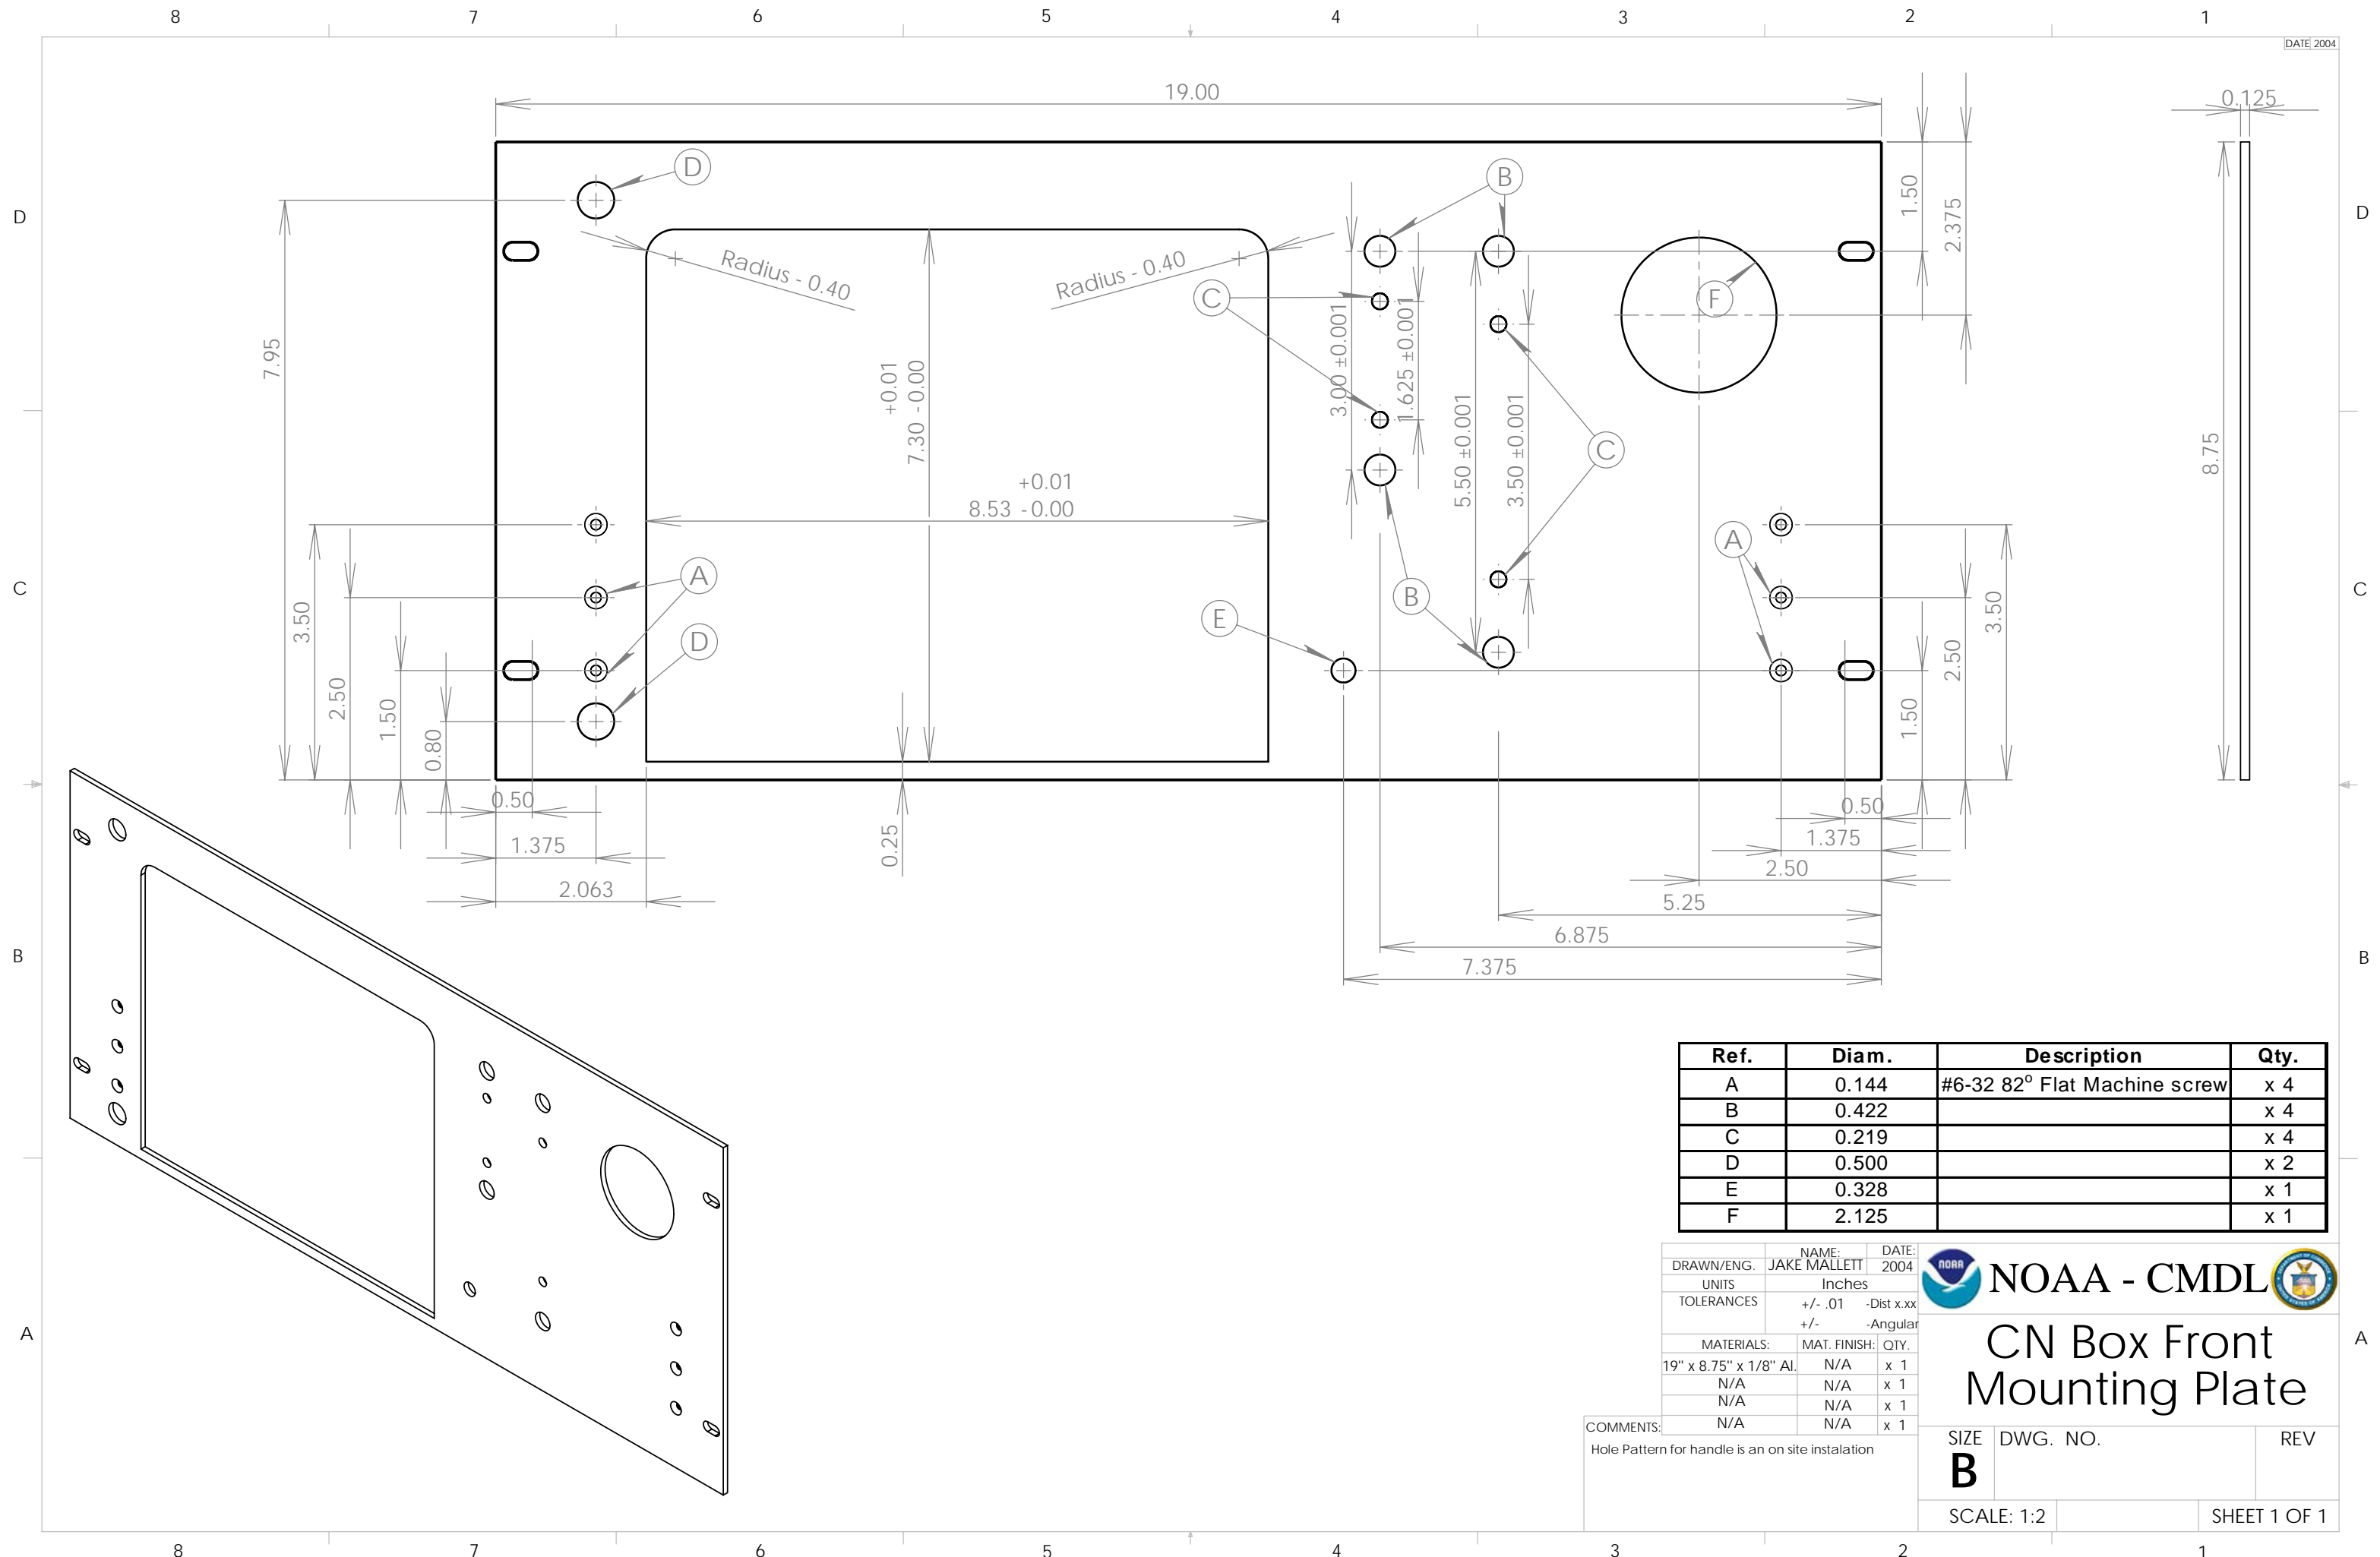 8 7 6 5 4 3 2 1
DATE 2004
19.00
0.125
D
B
D
D
1.50
2.375
Radius - 0.40
Radius - 0.40
C
F
7.95
+0.01
7.30 - 0.00
3.00 ±0.001
1.625 ±0.001
5.50 ±0.001
3.50 ±0.001
C
8.75
+0.01
8.53 - 0.00
A
A
C
B
C
E
D
3.50
2.50
1.50
0.80
3.50
2.50
1.50
0.50
1.375
2.063
0.25
0.50
1.375
2.50
5.25
6.875
7.375
B
B
Ref. Diam. Description Qty.
A 0.144 #6-32 82° Flat Machine screw x 4
B 0.422 x 4
C 0.219 x 4
D 0.500 x 2
E 0.328 x 1
F 2.125 x 1
NAME: DATE:
DRAWN/ENG. JAKE MALLETT 2004
UNITS Inches
TOLERANCES +/- .01 -Dist x.xx
+/- -Angular
MATERIALS: MAT. FINISH: QTY.
19" x 8.75" x 1/8" Al. N/A x 1
N/A N/A x 1
N/A N/A x 1
N/A N/A x 1
COMMENTS:
Hole Pattern for handle is an on site instalation
NOAA
NOAA - CMDL
CN Box Front
Mounting Plate
SIZE DWG. NO. REV
B
SCALE: 1:2 SHEET 1 OF 1
A
A
8 7 6 5 4 3 2 1